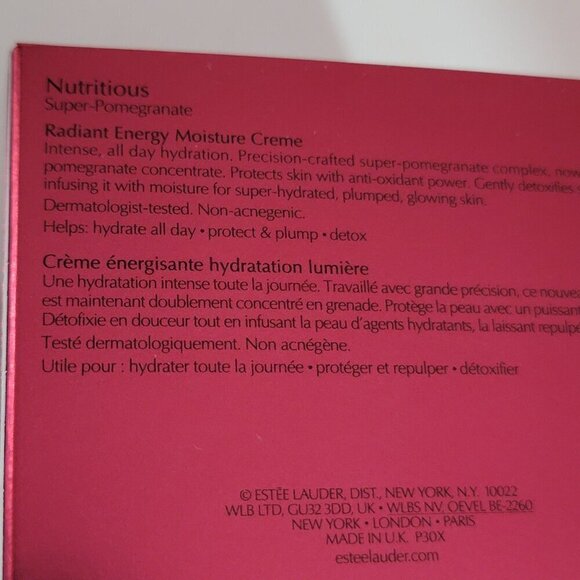 Nutritious
Super-Pomegranate
Radiant Energy Moisture Creme
Intense, all day hydration. Precision-crafted super-pomegranate complex, now
pomegranate concentrate. Protects skin with anti-oxidant power. Gently detoxifies
infusing it with moisture for super-hydrated, plumped, glowing skin.
Dermatologist-tested. Non-acnegenic.
Helps: hydrate all day • protect & plump • detox
Crème énergisante hydratation lumière
Une hydratation intense toute la journée. Travaillé avec grande précision, ce nouvea
est maintenant doublement concentré en grenade. Protège la peau avec un puissant
Détofixie en douceur tout en infusant la peau d'agents hydratants, la laissant repulpé
Testé dermatologiquement. Non acnégène.
Utile pour : hydrater toute la journée • protéger et repulper • détoxifier
© ESTÉE LAUDER, DIST., NEW YORK, N.Y. 10022
WLB LTD, GU32 3DD, UK • WLBS NV. OEVEL BE-2260
NEW YORK • LONDON • PARIS
MADE IN U.K. P30X
esteelauder.com